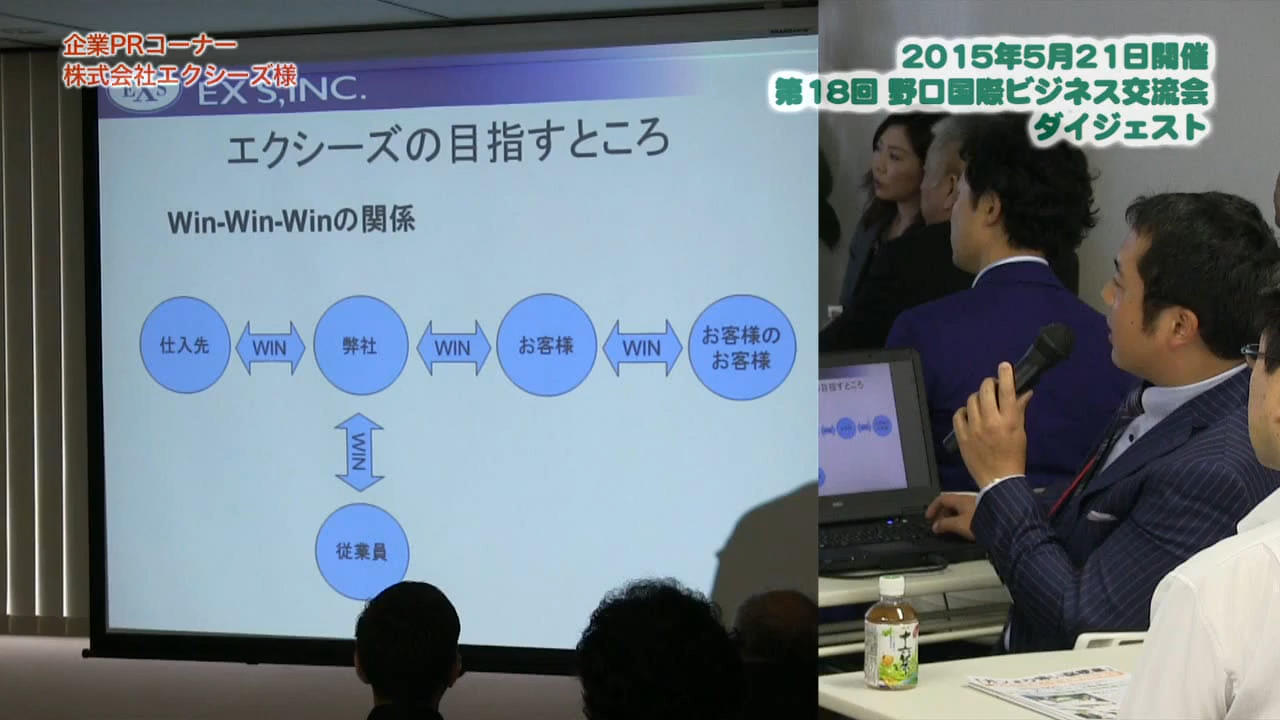 企業PRコーナー
株式会社エクシーズ様
2015年5月21日開催
第18回 野口国際ビジネス交流会
ダイジェスト
EXS
EX'S,INC.
エクシーズの目指すところ
Win-Win-Winの関係
仕入先
WIN
弊社
WIN
お客様
WIN
お客様の
お客様
WIN
従業員
十六茶